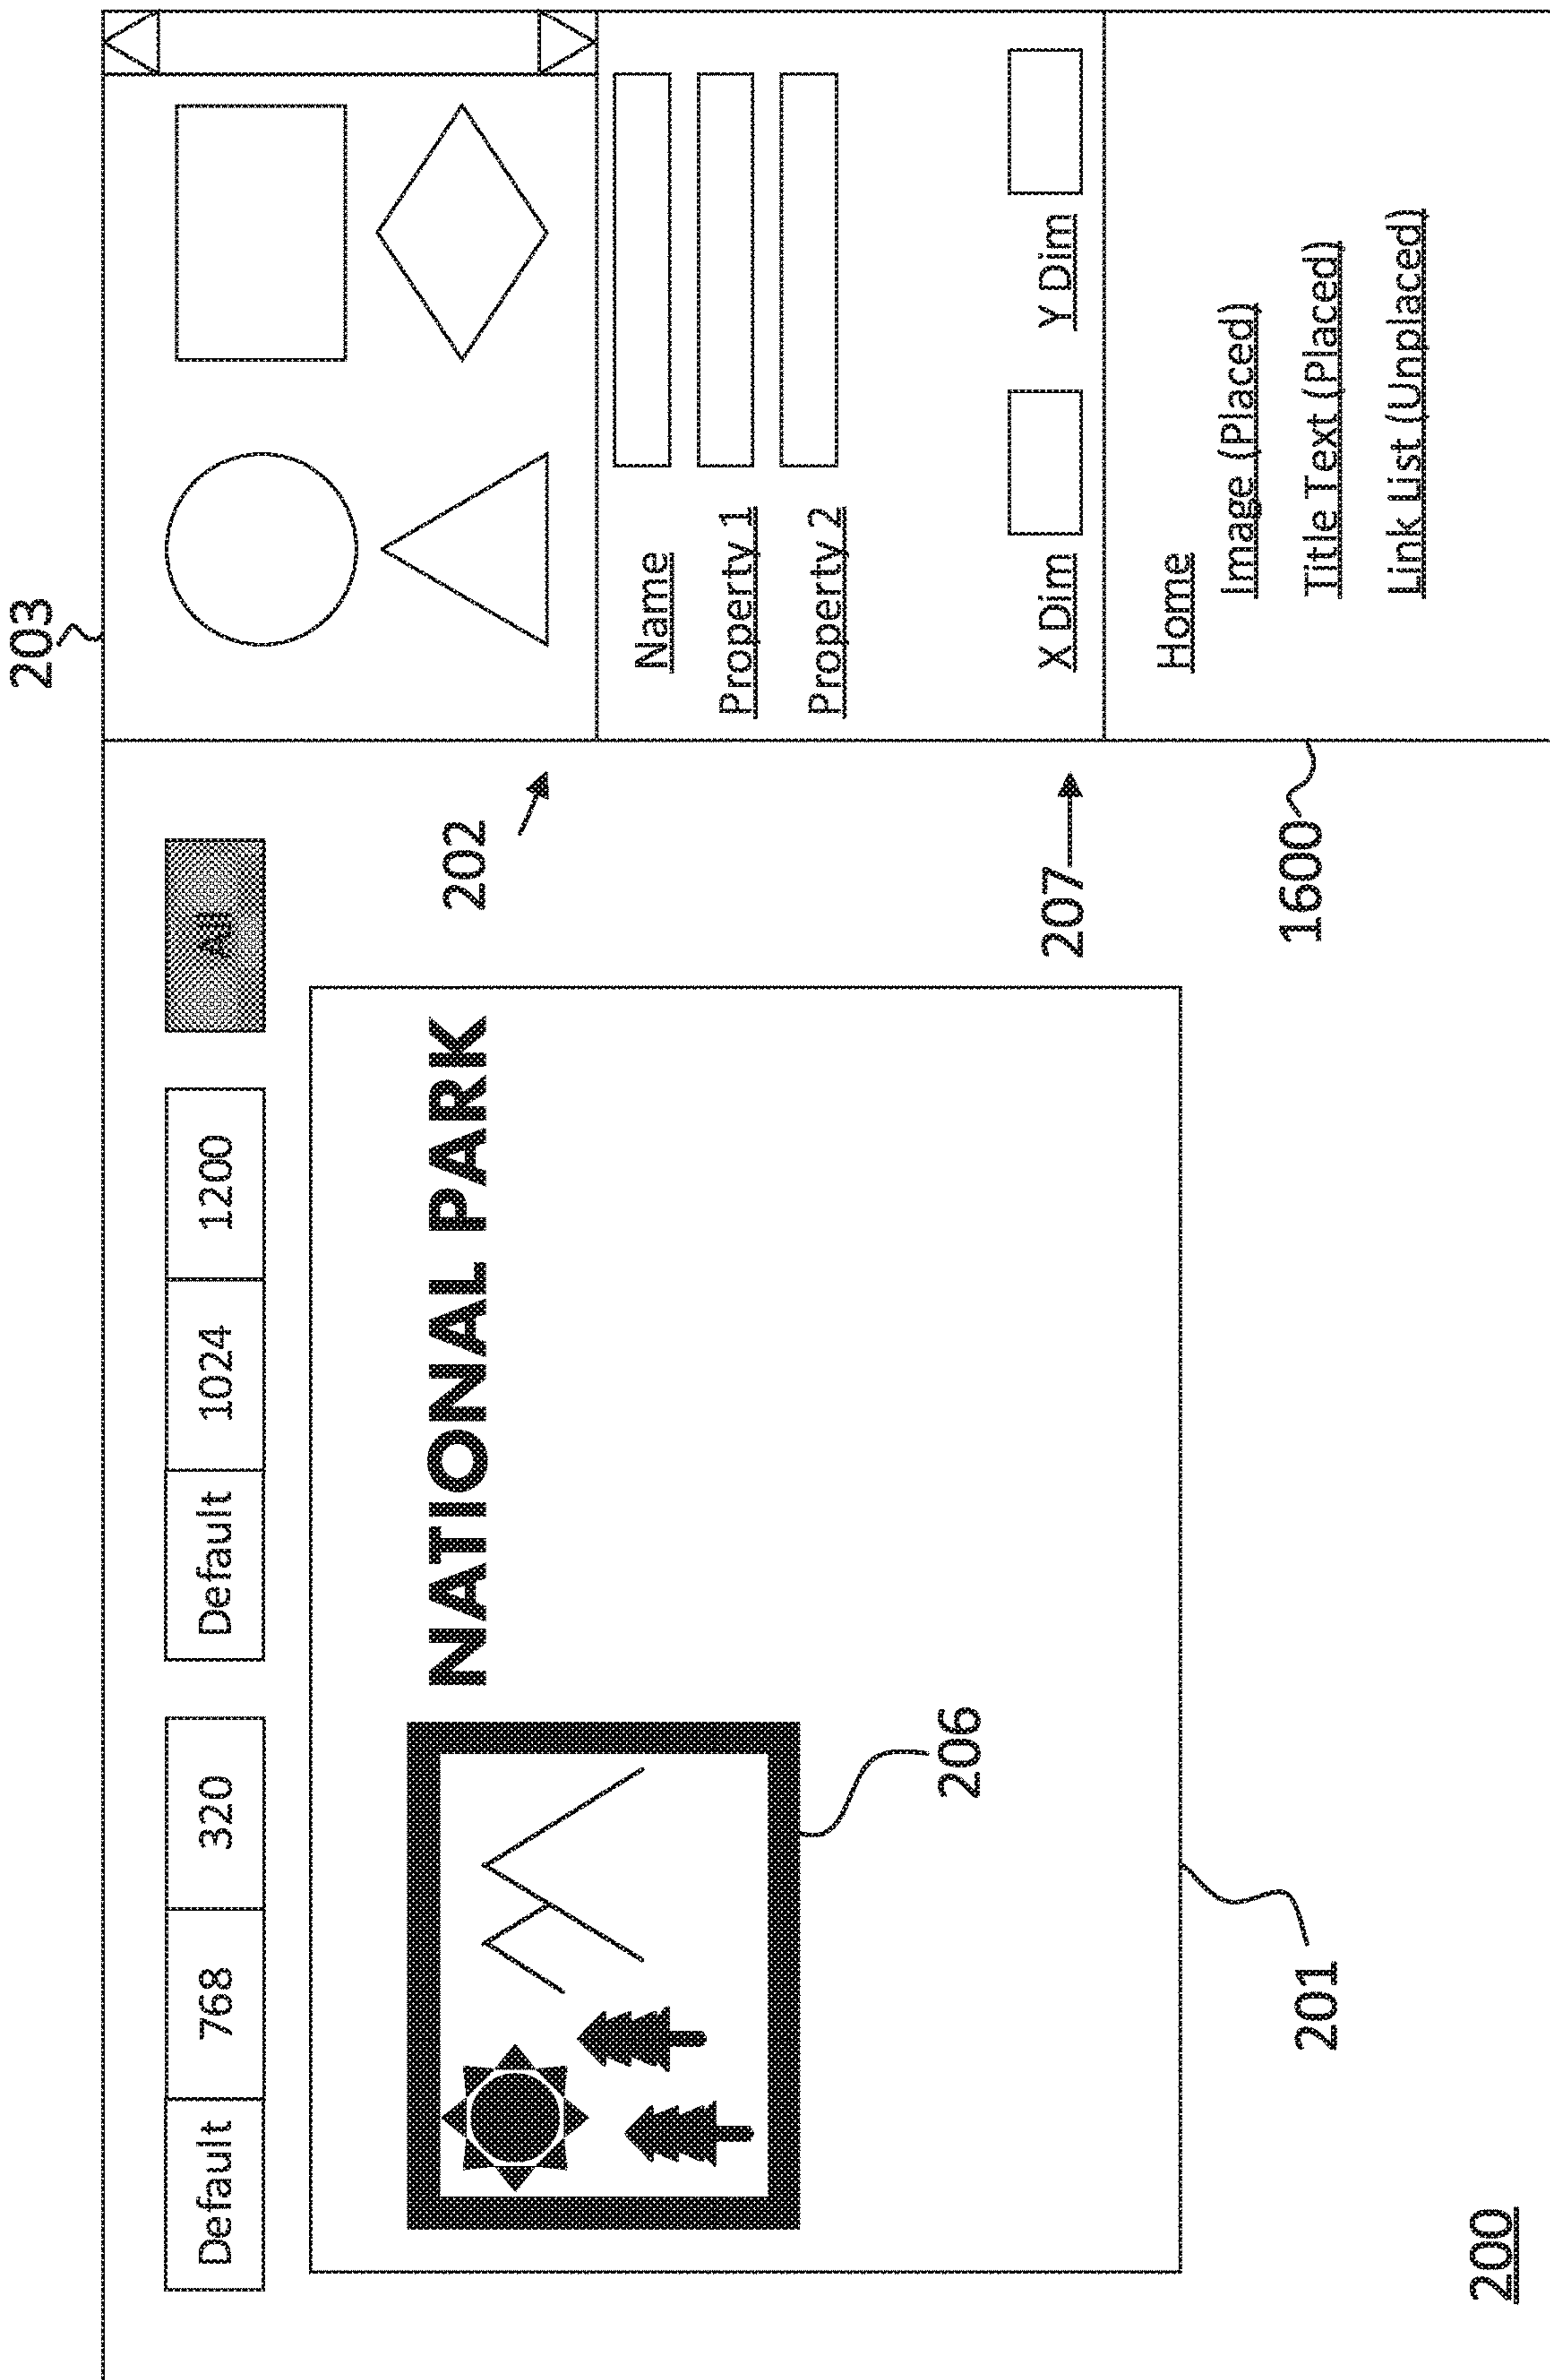 203
Default 768 320 Default 1024 1200 All
NATIONAL PARK
202
206
Name
Property 1
Property 2
207
X Dim Y Dim
Home
1600
Image (Placed)
Title Text (Placed)
Link List (Unplaced)
201
200